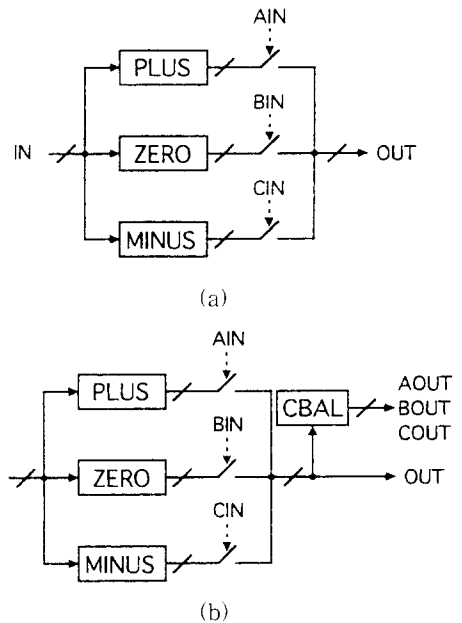 AIN
PLUS
BIN
IN
ZERO
OUT
CIN
MINUS
(a)
AIN
PLUS
CBAL
AOUT
BOUT
COUT
BIN
ZERO
OUT
CIN
MINUS
(b)